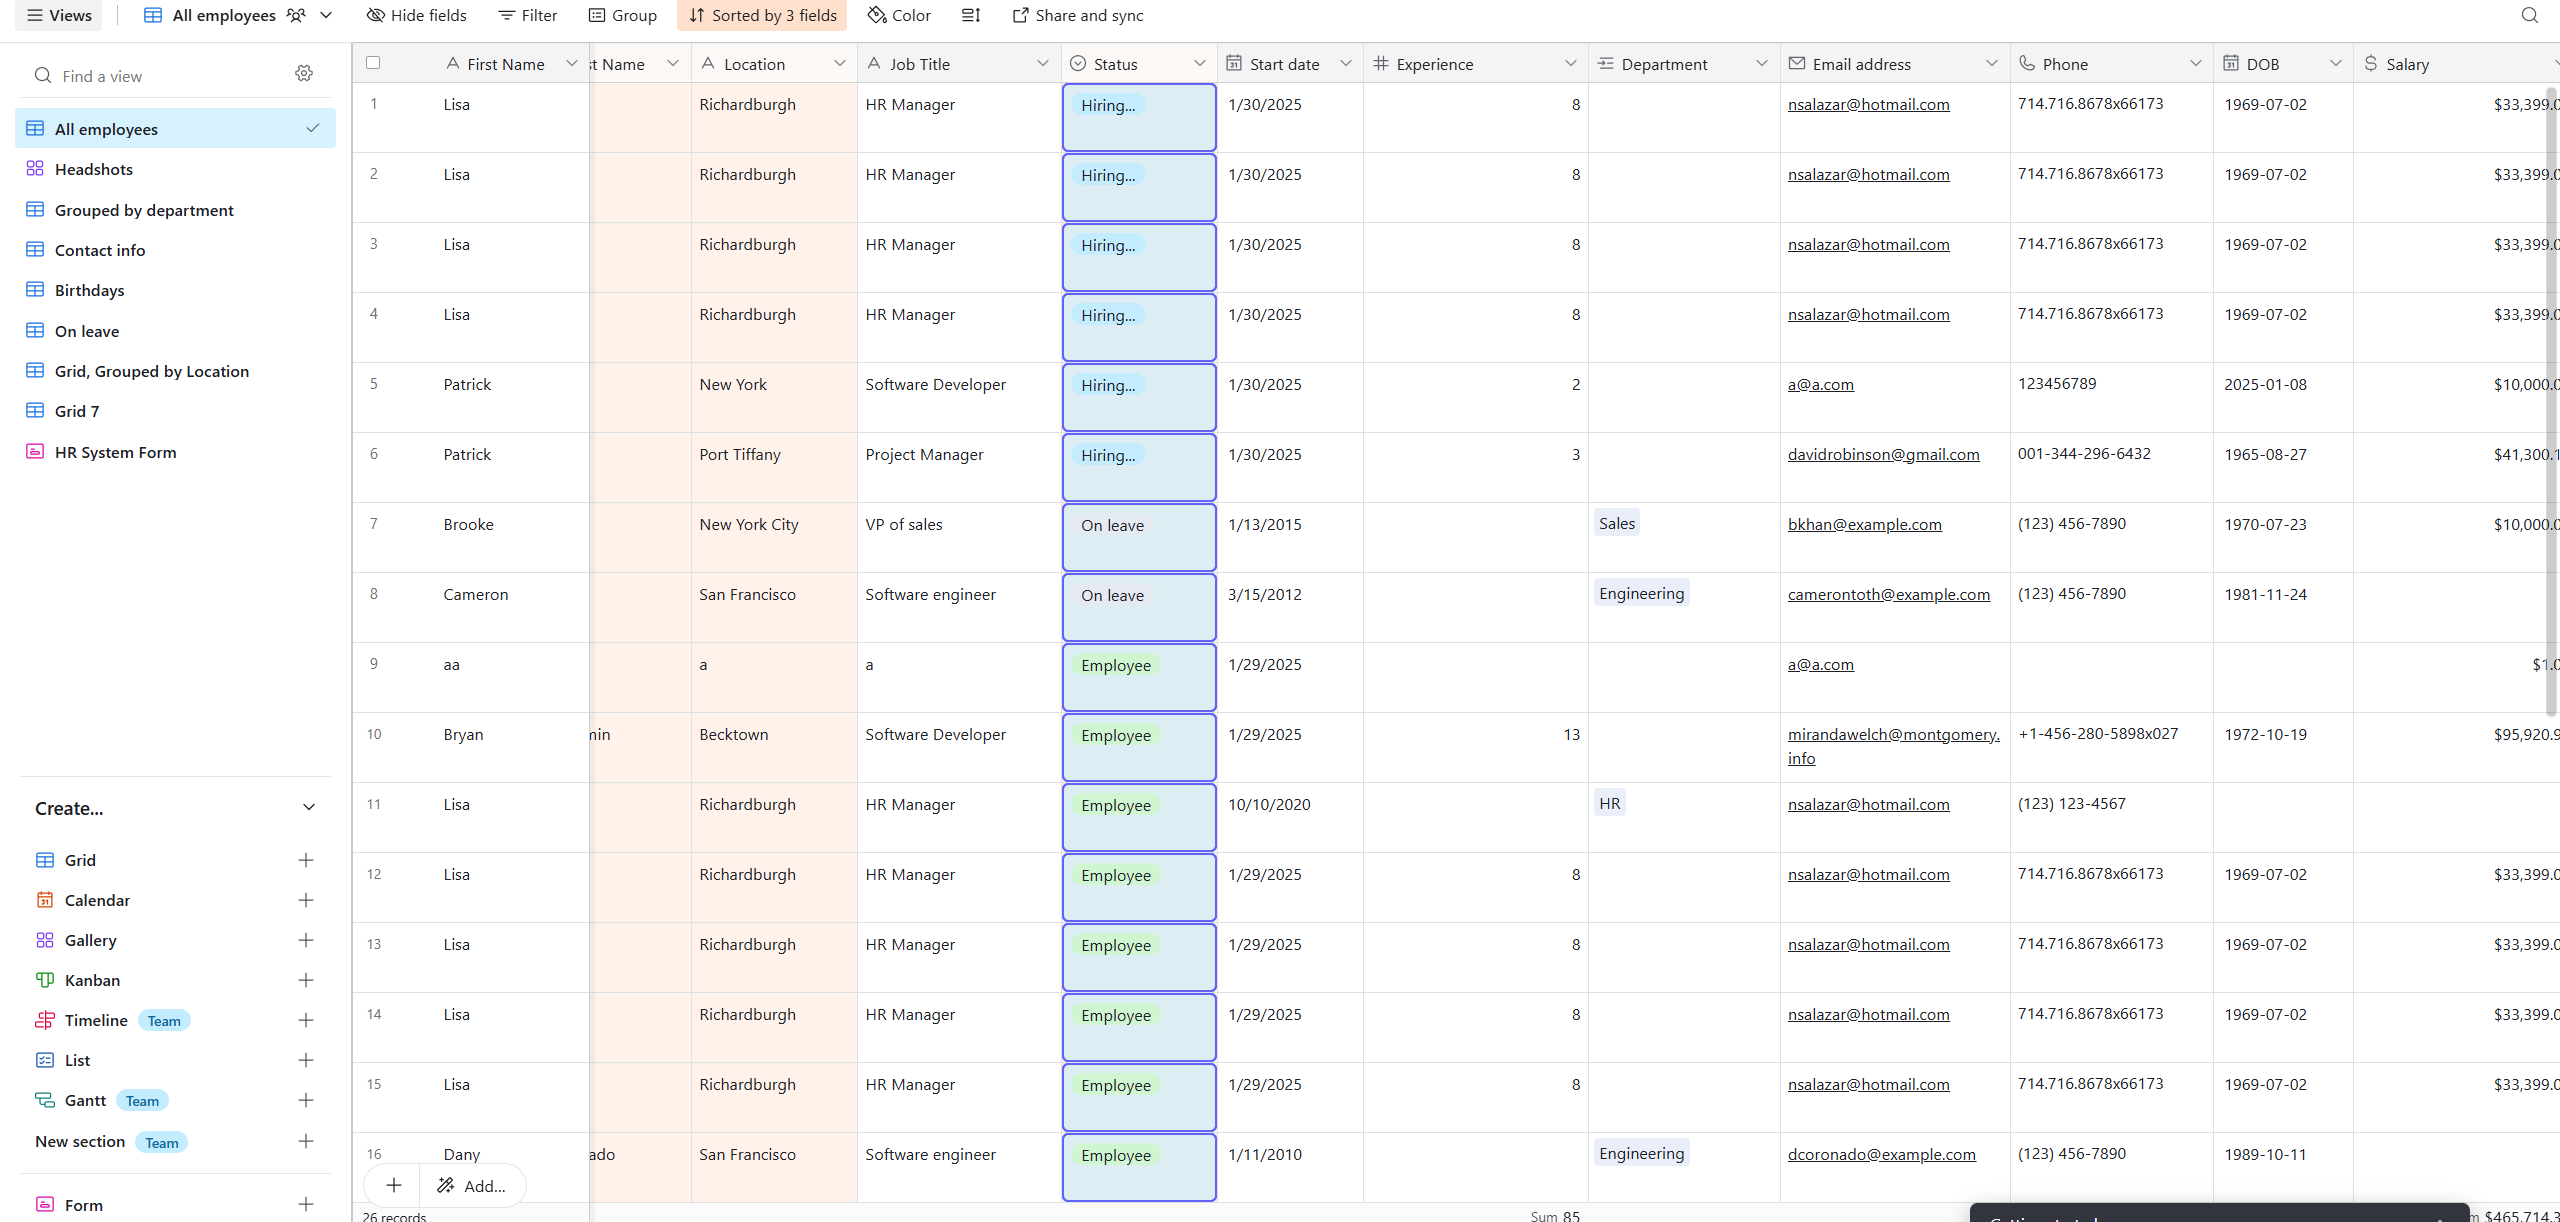 Views
All employees
Hide fields
Filter
Group
Sorted by 3 fields
Color
Share and sync
Find a view
All employees
Headshots
Grouped by department
Contact info
Birthdays
On leave
Grid, Grouped by Location
Grid 7
HR System Form
Create...
Grid
Calendar
Gallery
Kanban
Timeline Team
List
Gantt Team
New section Team
Form
First Name st Name Location Job Title Status Start date Experience Department Email address Phone DOB Salary
1 Lisa Richardburgh HR Manager Hiring... 1/30/2025 8 nsalazar@hotmail.com 714.716.8678x66173 1969-07-02 $33,399.0
2 Lisa Richardburgh HR Manager Hiring... 1/30/2025 8 nsalazar@hotmail.com 714.716.8678x66173 1969-07-02 $33,399.0
3 Lisa Richardburgh HR Manager Hiring... 1/30/2025 8 nsalazar@hotmail.com 714.716.8678x66173 1969-07-02 $33,399.0
4 Lisa Richardburgh HR Manager Hiring... 1/30/2025 8 nsalazar@hotmail.com 714.716.8678x66173 1969-07-02 $33,399.0
5 Patrick New York Software Developer Hiring... 1/30/2025 2 a@a.com 123456789 2025-01-08 $10,000.0
6 Patrick Port Tiffany Project Manager Hiring... 1/30/2025 3 davidrobinson@gmail.com 001-344-296-6432 1965-08-27 $41,300.1
7 Brooke New York City VP of sales On leave 1/13/2015 Sales bkhan@example.com (123) 456-7890 1970-07-23 $10,000.0
8 Cameron San Francisco Software engineer On leave 3/15/2012 Engineering camerontoth@example.com (123) 456-7890 1981-11-24
9 aa a a Employee 1/29/2025 a@a.com $1.0
10 Bryan min Becktown Software Developer Employee 1/29/2025 13 mirandawelch@montgomery. +1-456-280-5898x027 1972-10-19 $95,920.9
info
11 Lisa Richardburgh HR Manager Employee 10/10/2020 HR nsalazar@hotmail.com (123) 123-4567
12 Lisa Richardburgh HR Manager Employee 1/29/2025 8 nsalazar@hotmail.com 714.716.8678x66173 1969-07-02 $33,399.0
13 Lisa Richardburgh HR Manager Employee 1/29/2025 8 nsalazar@hotmail.com 714.716.8678x66173 1969-07-02 $33,399.0
14 Lisa Richardburgh HR Manager Employee 1/29/2025 8 nsalazar@hotmail.com 714.716.8678x66173 1969-07-02 $33,399.0
15 Lisa Richardburgh HR Manager Employee 1/29/2025 8 nsalazar@hotmail.com 714.716.8678x66173 1969-07-02 $33,399.0
16 Dany ado San Francisco Software engineer Employee 1/11/2010 Engineering dcoronado@example.com (123) 456-7890 1989-10-11
Add...
26 records Sum 85 $465,714.3